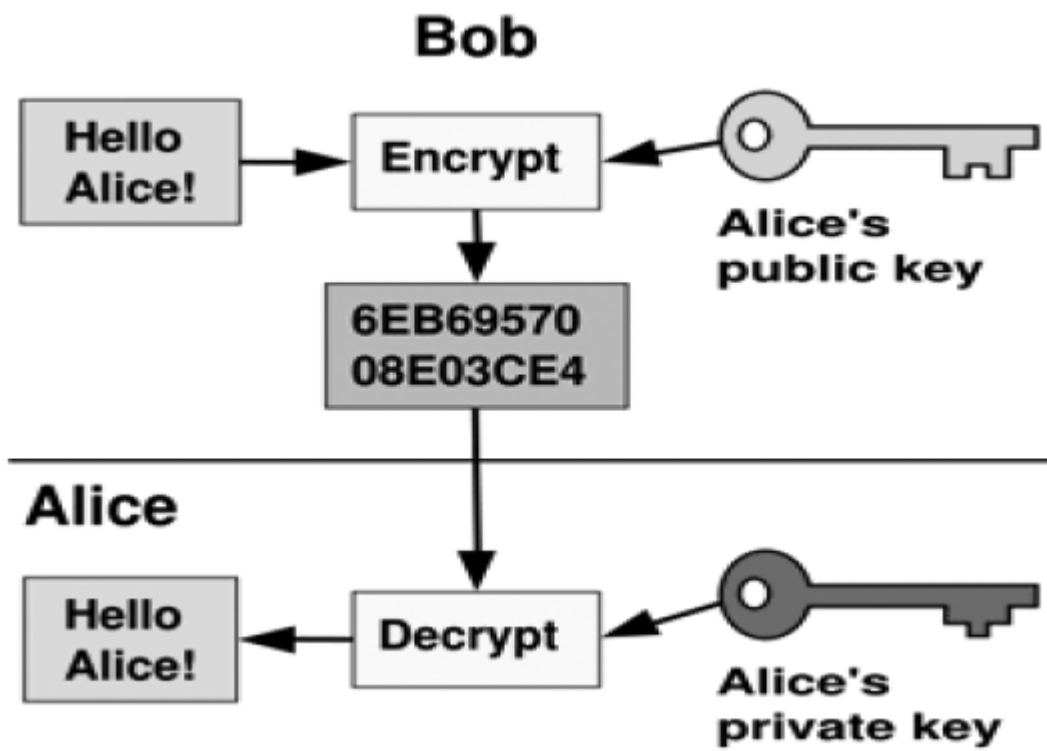 Bob
Hello
Alice!
Encrypt
Alice's
public key
6EB69570
08E03CE4
Alice
Hello
Alice!
Decrypt
Alice's
private key